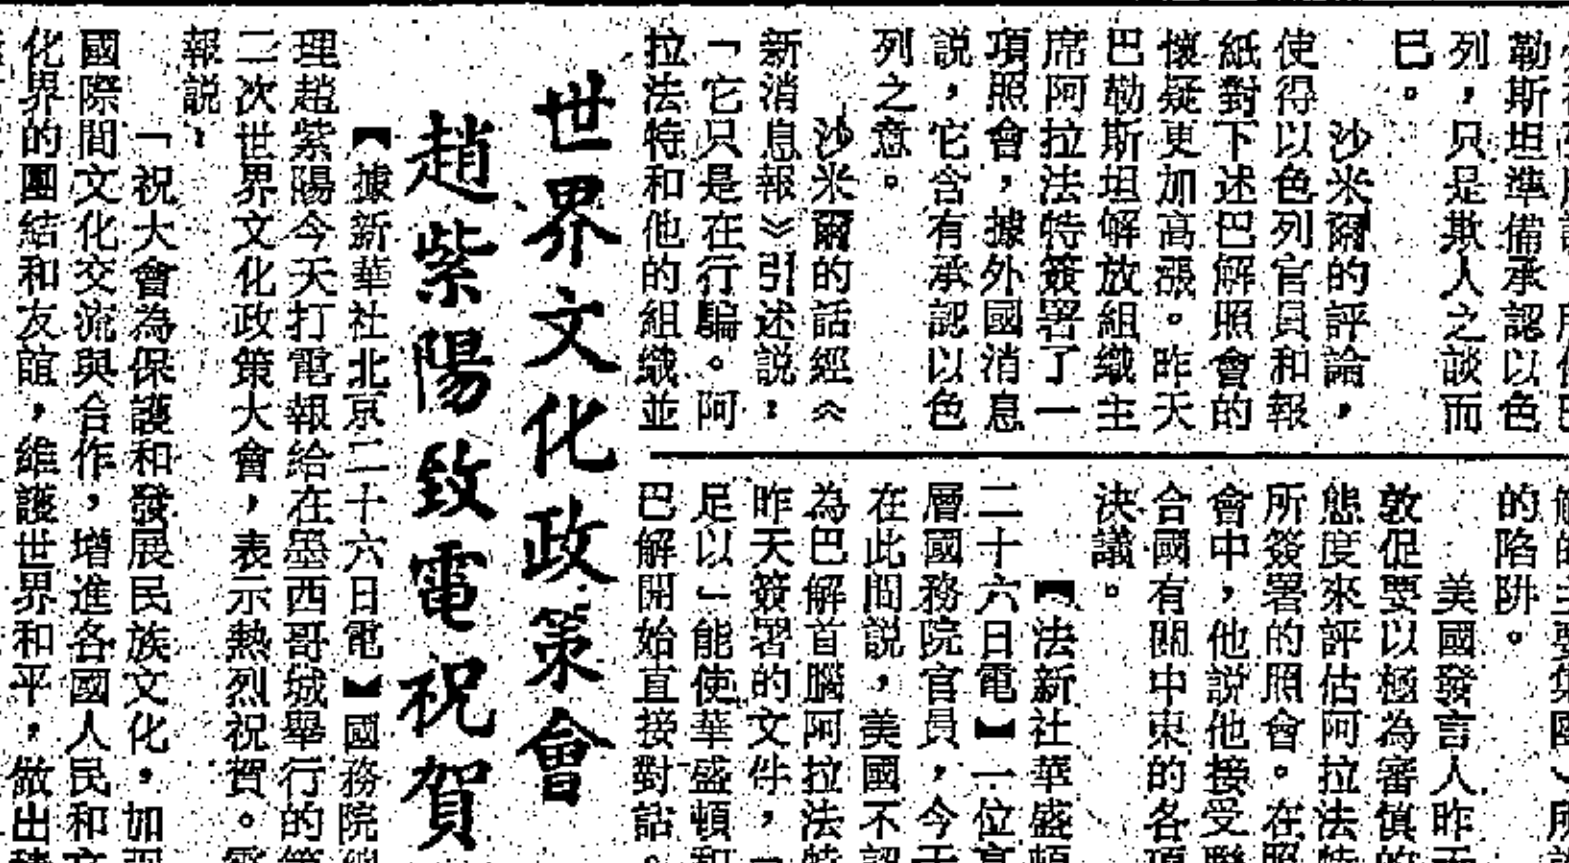 勒斯坦準備承認以色
列，只是欺人之談而
巳。
沙米爾的評論，
使得以色列官員和報
紙對下述巴解照會的
懷疑更加高漲。昨天
巴勒斯坦解放組織主
席阿拉法特簽署了一
項照會，據外國消息
説，它含有承認以色
列之意。
沙米爾的話經《
新消息報》引述説，
「它只是在行騙。阿
拉法特和他的組織並
的陷阱。
美國發言人昨天
敦促要以極為審慎的
態度來評估阿拉法特
所簽署的照會。在照
會中，他説他接受聯
合國有關中東的各項
決議。
【法新社華盛頓
二十六日電】一位高
層國務院官員，今天
在此間説，美國不認
為巴解首腦阿拉法特
昨天簽署的文件，「
足以」能使華盛頓和
巴解開始直接對話。
世界文化政策會
趙紫陽致電祝賀
【據新華社北京二十六日電】國務院總
理趙紫陽今天打電報給在墨西哥城舉行的第
二次世界文化政策大會，表示熱烈祝賀。電
報説，
「祝大會為保護和發展民族文化，加强
國際間文化交流與合作，增進各國人民和文
化界的團結和友誼，維護世界和平，做出